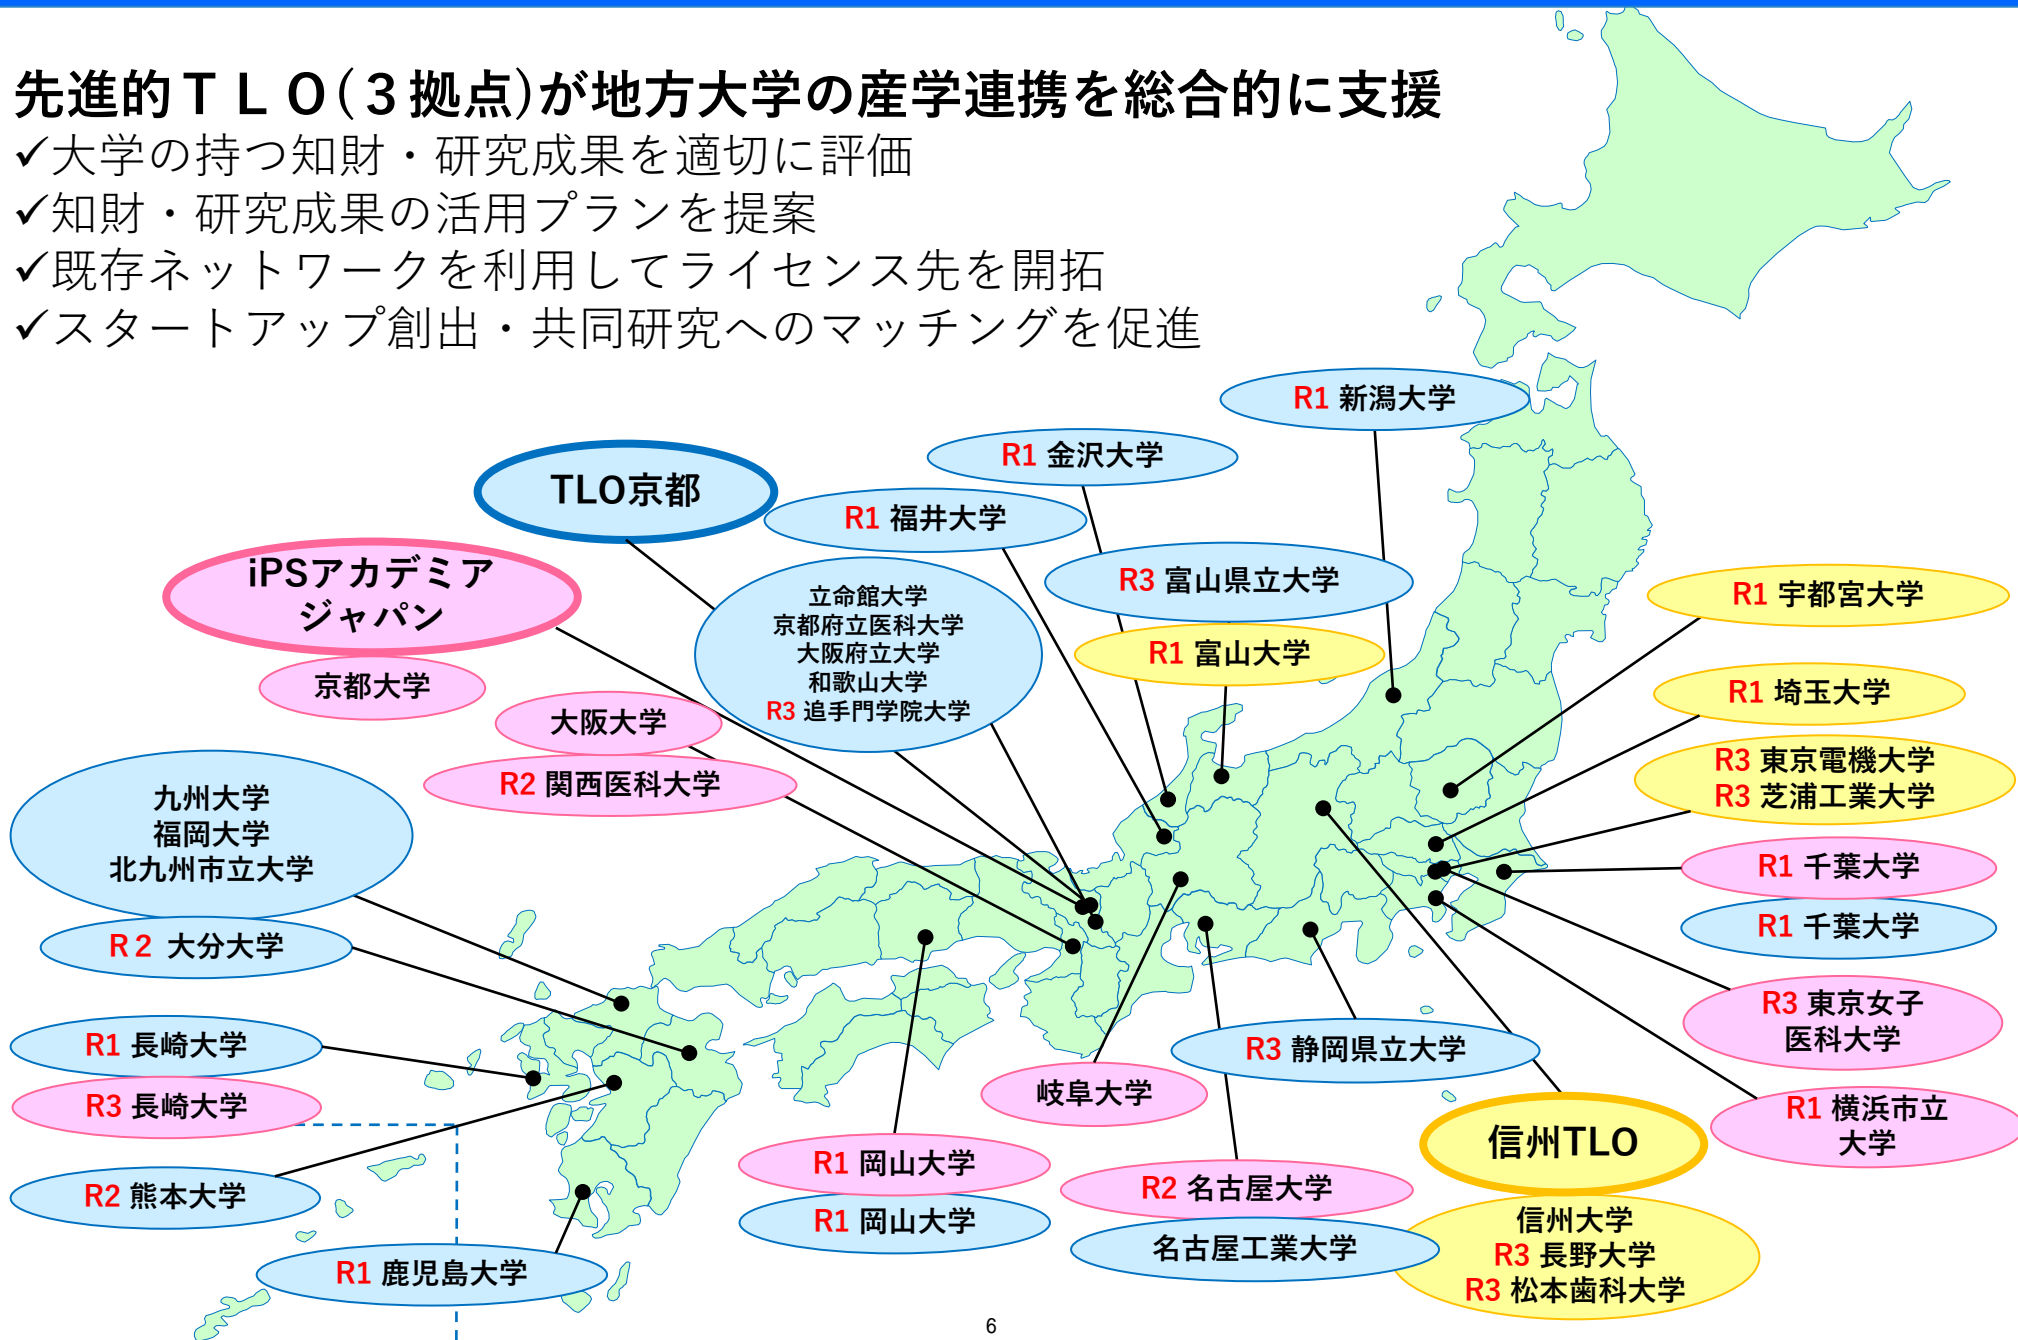 先進的ＴＬＯ(３拠点)が地方大学の産学連携を総合的に支援
✓大学の持つ知財・研究成果を適切に評価
✓知財・研究成果の活用プランを提案
✓既存ネットワークを利用してライセンス先を開拓
✓スタートアップ創出・共同研究へのマッチングを促進
R1 新潟大学
R1 金沢大学
TLO京都
R1 福井大学
iPSアカデミア
ジャパン
R3 富山県立大学
R1 宇都宮大学
立命館大学
京都府立医科大学
大阪府立大学
和歌山大学
R3 追手門学院大学
R1 富山大学
京都大学
R1 埼玉大学
大阪大学
R2 関西医科大学
R3 東京電機大学
R3 芝浦工業大学
九州大学
福岡大学
北九州市立大学
R1 千葉大学
R1 千葉大学
R２ 大分大学
R3 東京女子
医科大学
R1 長崎大学
R3 静岡県立大学
岐阜大学
R3 長崎大学
R1 横浜市立
大学
信州TLO
R1 岡山大学
R2 名古屋大学
R2 熊本大学
R1 岡山大学
名古屋工業大学
信州大学
R3 長野大学
R3 松本歯科大学
R1 鹿児島大学
6